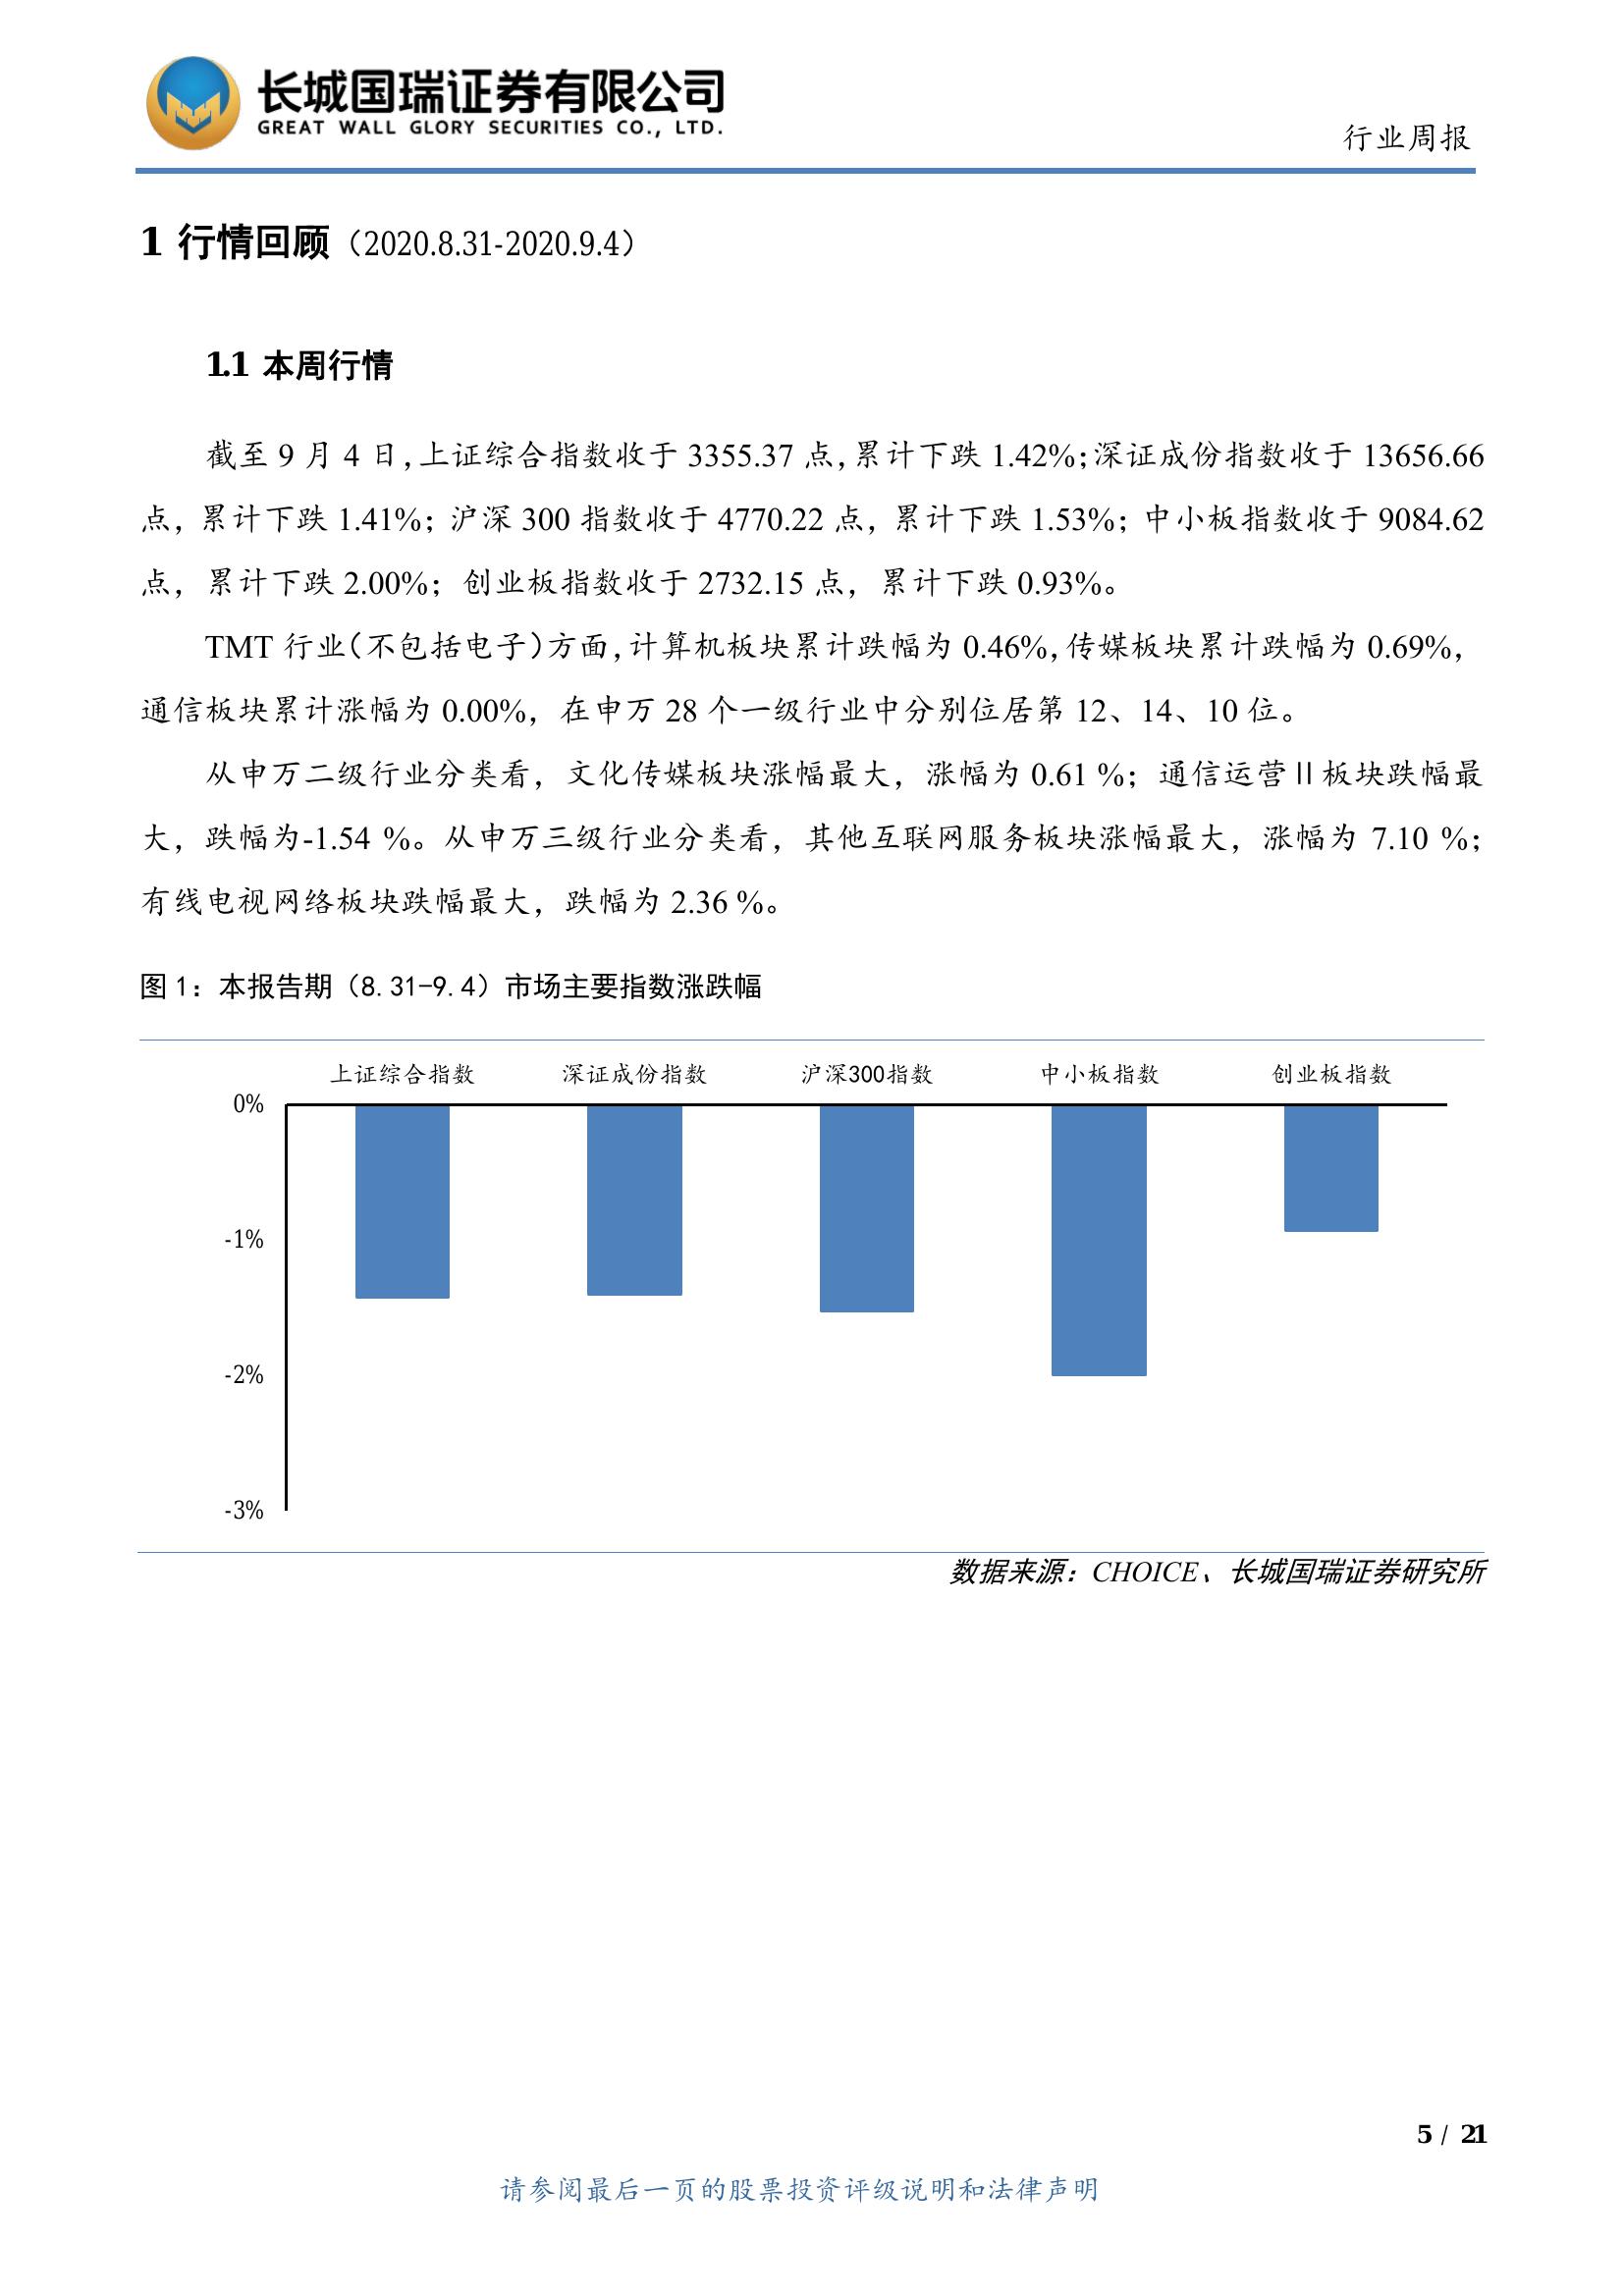 长城国瑞证券有限公司
GREAT WALL GLORY SECURITIES CO., LTD.
行业周报
1 行情回顾（2020.8.31-2020.9.4）
1.1 本周行情
截至 9 月 4 日，上证综合指数收于 3355.37 点，累计下跌 1.42%；深证成份指数收于 13656.66
点，累计下跌 1.41%；沪深 300 指数收于 4770.22 点，累计下跌 1.53%；中小板指数收于 9084.62
点，累计下跌 2.00%；创业板指数收于 2732.15 点，累计下跌 0.93%。
TMT 行业（不包括电子）方面，计算机板块累计跌幅为 0.46%，传媒板块累计跌幅为 0.69%，
通信板块累计涨幅为 0.00%，在申万 28 个一级行业中分别位居第 12、14、10 位。
从申万二级行业分类看，文化传媒板块涨幅最大，涨幅为 0.61 %；通信运营Ⅱ板块跌幅最
大，跌幅为-1.54 %。从申万三级行业分类看，其他互联网服务板块涨幅最大，涨幅为 7.10 %；
有线电视网络板块跌幅最大，跌幅为 2.36 %。
图 1：本报告期（8.31-9.4）市场主要指数涨跌幅
上证综合指数 深证成份指数 沪深300指数 中小板指数 创业板指数
0%
-1%
-2%
-3%
数据来源：CHOICE、长城国瑞证券研究所
5 / 21
请参阅最后一页的股票投资评级说明和法律声明